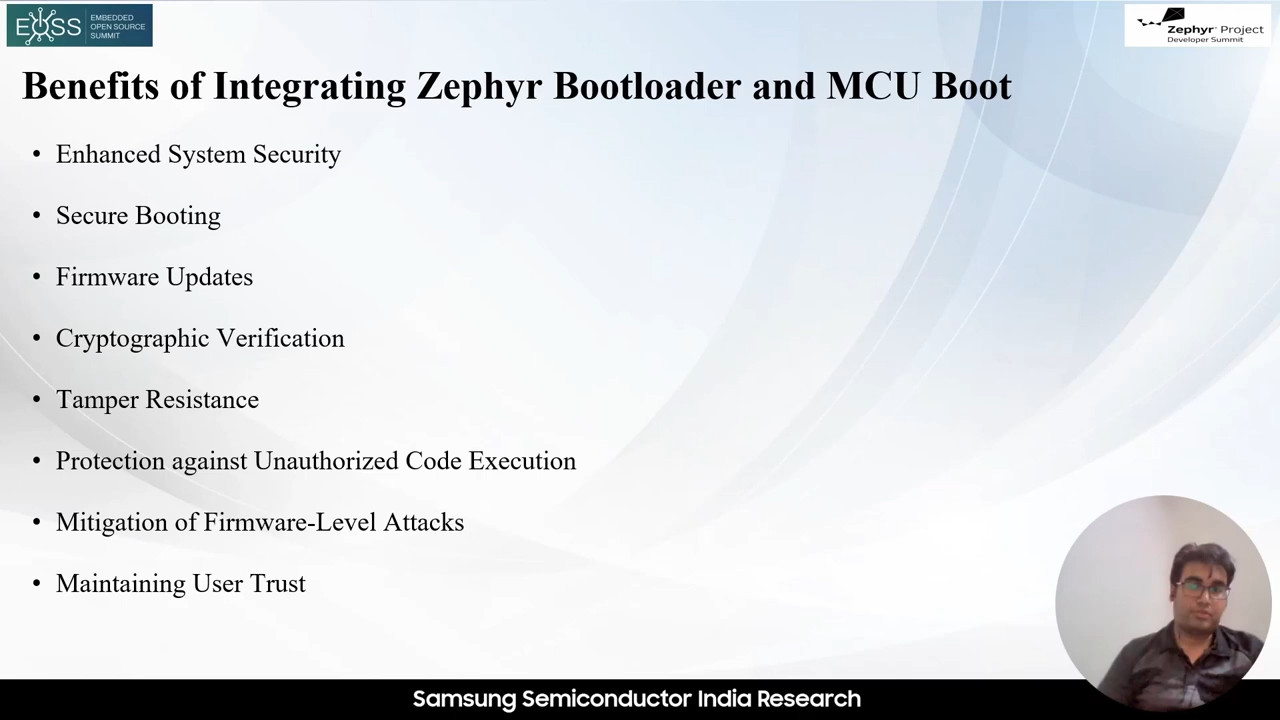 EOSS
EMBEDDED
OPEN SOURCE
SUMMIT
Zephyr® Project
Developer Summit
Benefits of Integrating Zephyr Bootloader and MCU Boot
• Enhanced System Security
• Secure Booting
• Firmware Updates
• Cryptographic Verification
• Tamper Resistance
• Protection against Unauthorized Code Execution
• Mitigation of Firmware-Level Attacks
• Maintaining User Trust
Samsung Semiconductor India Research